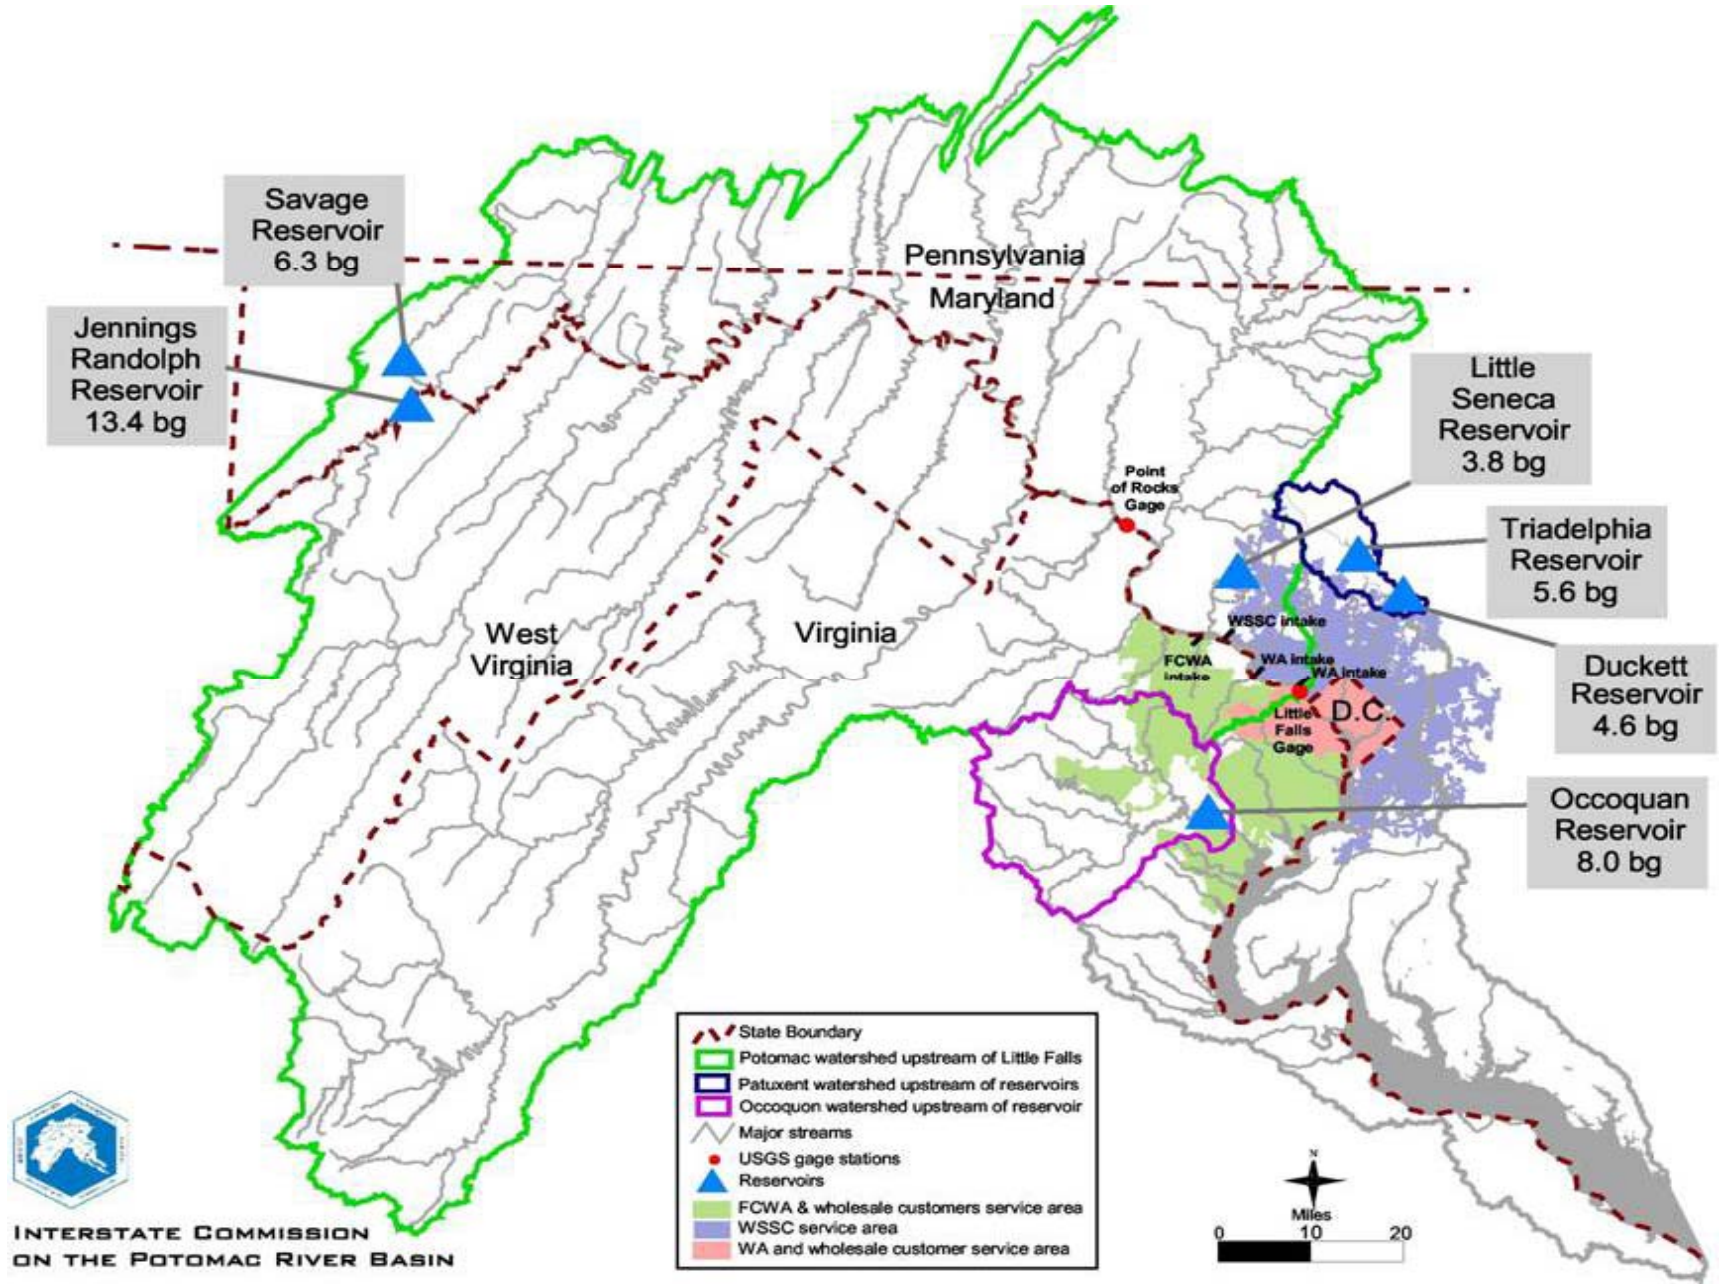 Savage
Reservoir
6.3 bg
Jennings
Randolph
Reservoir
13.4 bg
Pennsylvania
Maryland
Little
Seneca
Reservoir
3.8 bg
Point
of Rocks
Gage
Triadelphia
Reservoir
5.6 bg
West
Virginia
Virginia
WSSC intake
FCWA
intake
WA intake
WA intake
Duckett
Reservoir
4.6 bg
D.C.
Little
Falls
Gage
Occoquan
Reservoir
8.0 bg
State Boundary
Potomac watershed upstream of Little Falls
Patuxent watershed upstream of reservoirs
Occoquon watershed upstream of reservoir
Major streams
USGS gage stations
Reservoirs
FCWA & wholesale customers service area
WSSC service area
WA and wholesale customer service area
N
Miles
0 10 20
INTERSTATE COMMISSION
ON THE POTOMAC RIVER BASIN